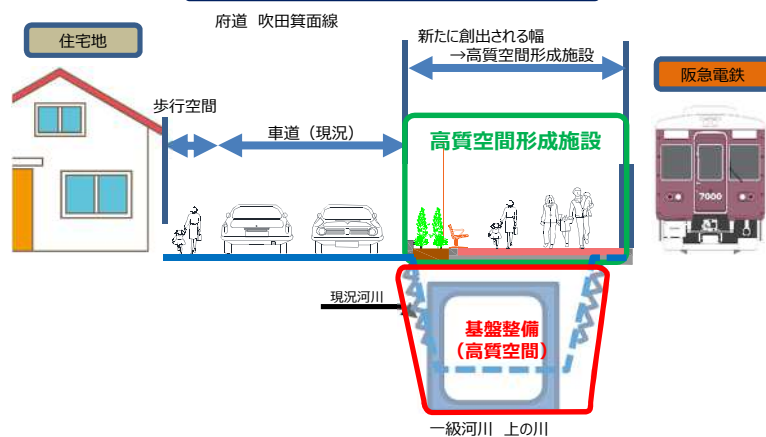 府道 吹田箕面線
住宅地
新たに創出される幅
→高質空間形成施設
阪急電鉄
歩行空間
車道（現況）
高質空間形成施設
7000
現況河川
基盤整備
（高質空間）
一級河川 上の川